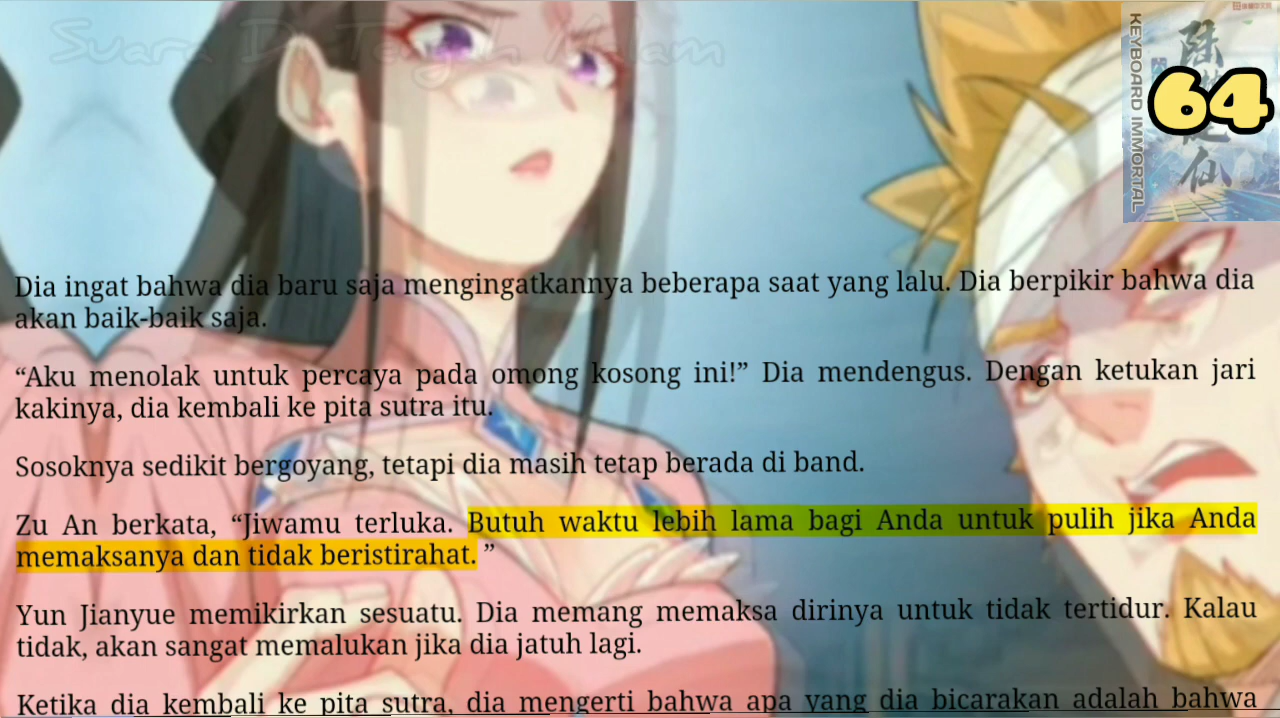 Suara Di Tengah Malam
KEYBOARD IMMORTAL
64
Dia ingat bahwa dia baru saja mengingatkannya beberapa saat yang lalu. Dia berpikir bahwa dia
akan baik-baik saja.
“Aku menolak untuk percaya pada omong kosong ini!” Dia mendengus. Dengan ketukan jari
kakinya, dia kembali ke pita sutra itu.
Sosoknya sedikit bergoyang, tetapi dia masih tetap berada di band.
Zu An berkata, “Jiwamu terluka. Butuh waktu lebih lama bagi Anda untuk pulih jika Anda
memaksanya dan tidak beristirahat. ”
Yun Jianyue memikirkan sesuatu. Dia memang memaksa dirinya untuk tidak tertidur. Kalau
tidak, akan sangat memalukan jika dia jatuh lagi.
Ketika dia kembali ke pita sutra, dia mengerti bahwa apa yang dia bicarakan adalah bahwa